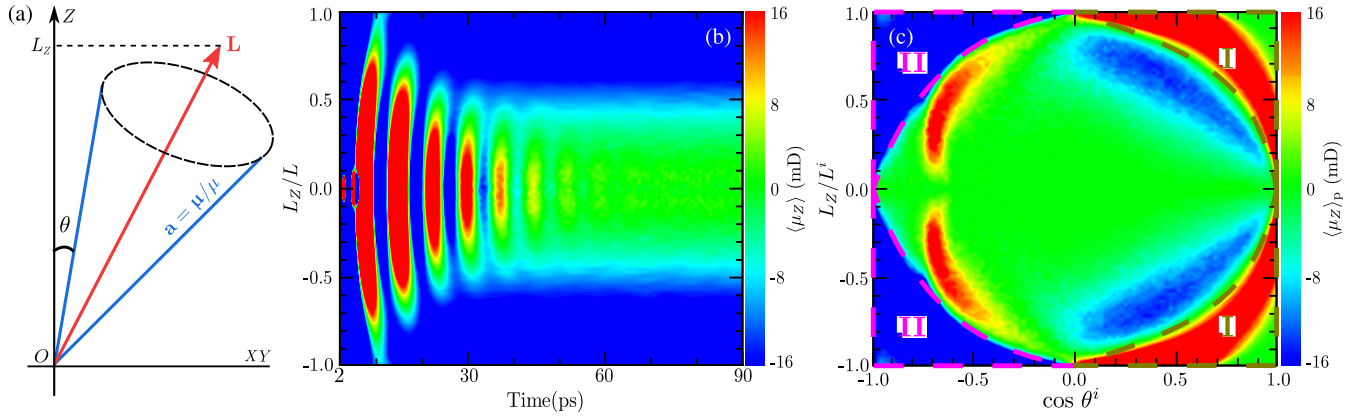 (a)
Z
L_Z
L
θ
a = μ/μ
O
XY
(b)
L_Z/L
1.0
0.5
0.0
-0.5
-1.0
2
30
60
90
Time(ps)
16
8
-8
-16
⟨μ_Z⟩ (mD)
(c)
II
I
II
I
L_Z/L^i
1.0
0.5
0.0
-0.5
-1.0
-1.0
-0.5
0.0
0.5
1.0
cos θ^i
16
8
-8
-16
⟨μ_Z⟩_p (mD)